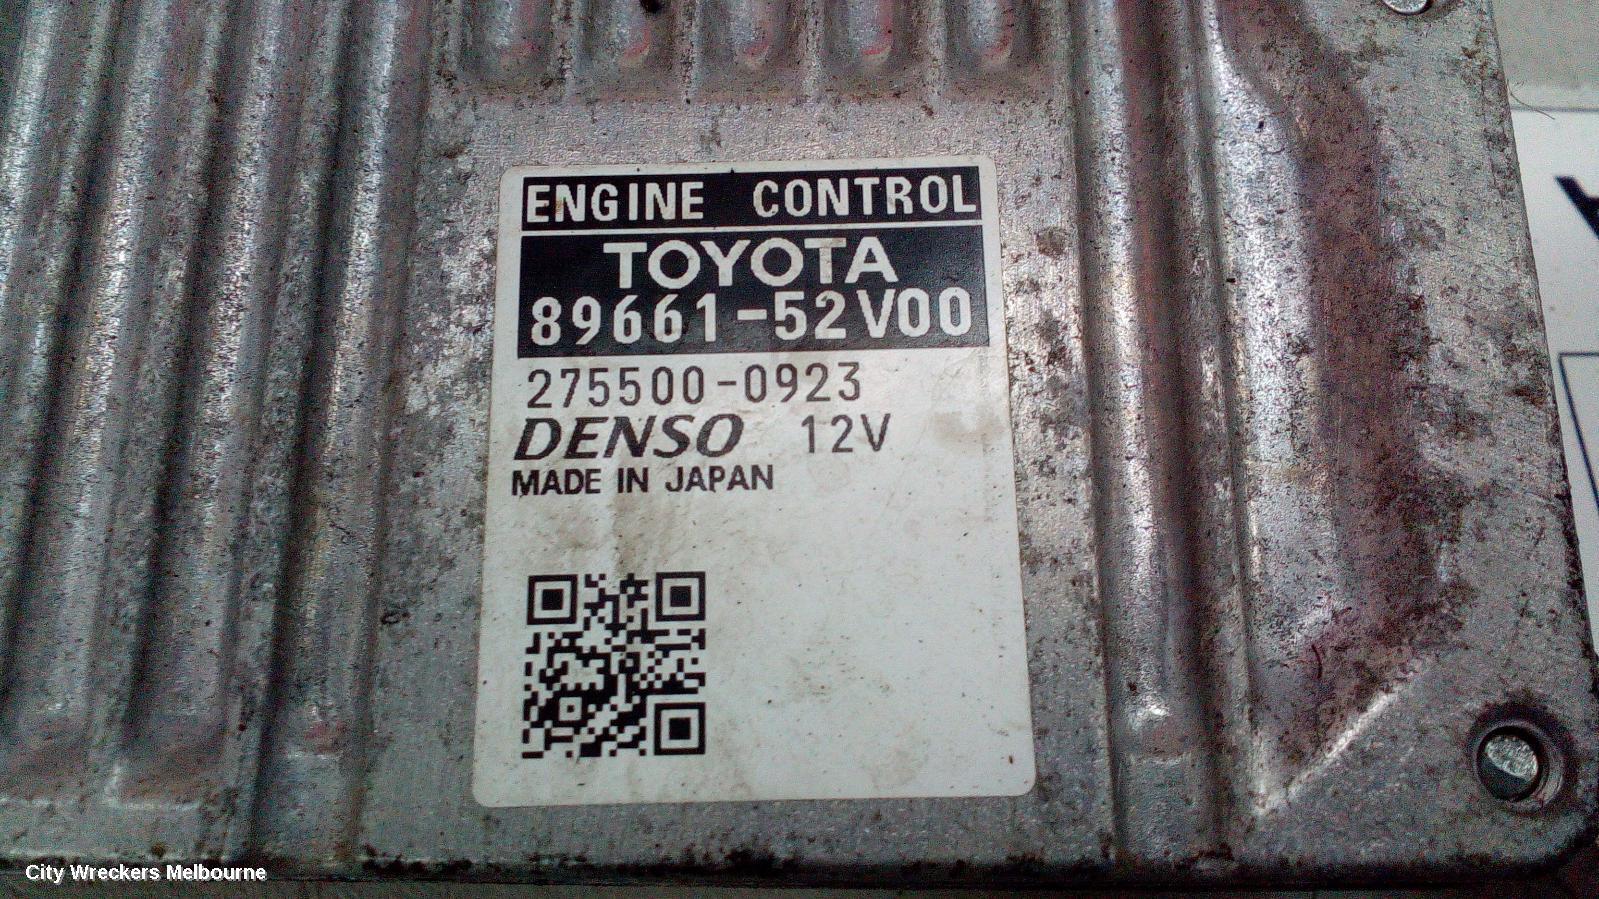 ENGINE CONTROL
TOYOTA
89661-52V00
275500-0923
DENSO 12V
MADE IN JAPAN
City Wreckers Melbourne